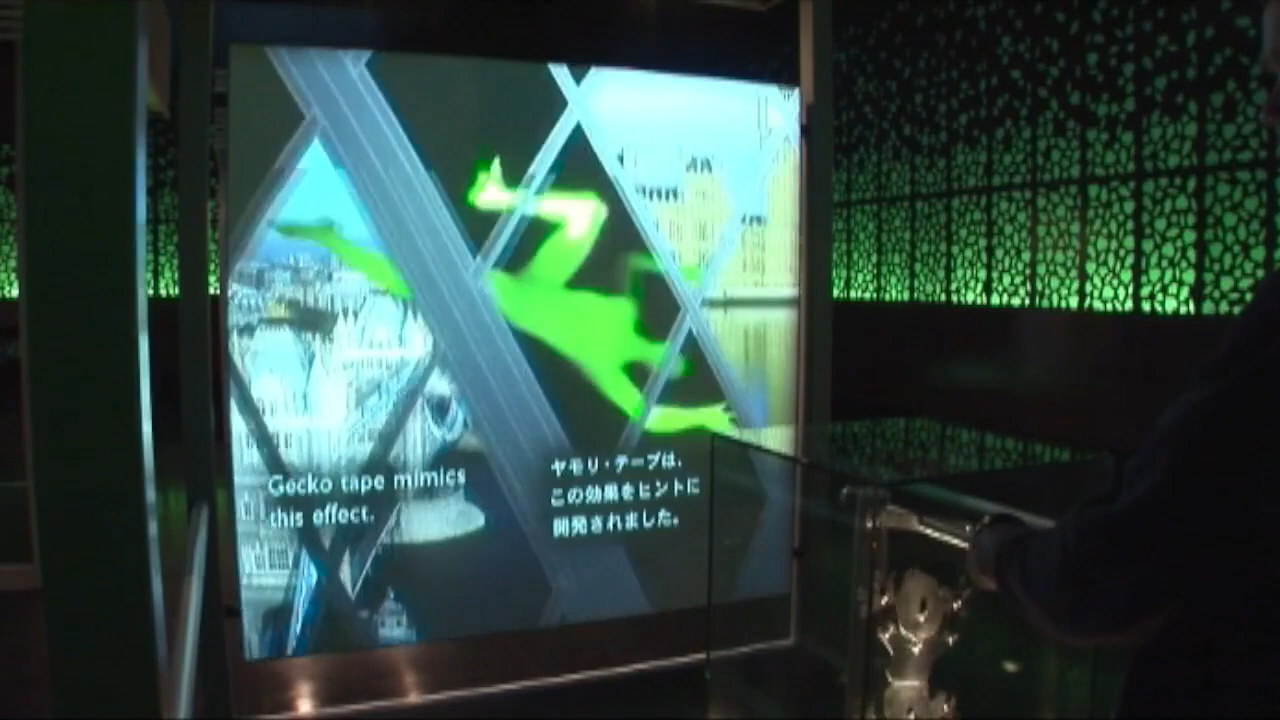 Gecko tape mimics
this effect.
ヤモリ・テープは、
この効果をヒントに
開発されました。